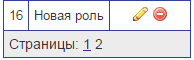 16 Новая роль
Страницы: 1 2